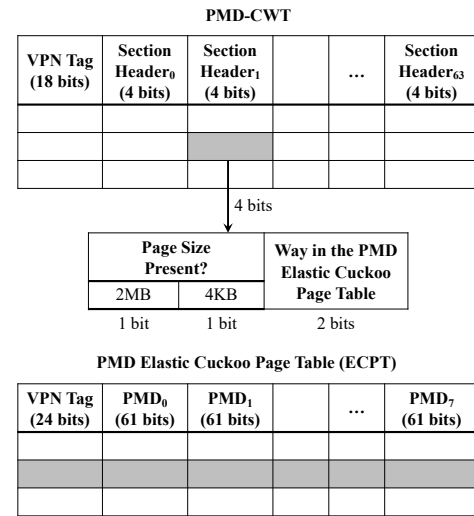 PMD-CWT
VPN Tag
(18 bits)
Section
Header₀
(4 bits)
Section
Header₁
(4 bits)
...
Section
Header₆₃
(4 bits)
4 bits
Page Size
Present?
2MB
4KB
Way in the PMD
Elastic Cuckoo
Page Table
1 bit
1 bit
2 bits
PMD Elastic Cuckoo Page Table (ECPT)
VPN Tag
(24 bits)
PMD₀
(61 bits)
PMD₁
(61 bits)
...
PMD₇
(61 bits)